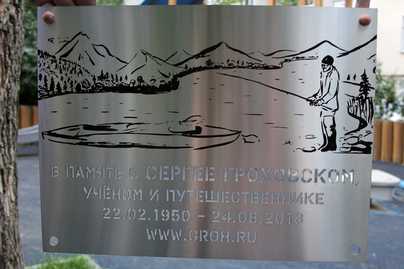 В ПАМЯТЬ О СЕРГЕЕ ГРОХОВСКОМ,
УЧЁНОМ И ПУТЕШЕСТВЕННИКЕ
22.02.1950 - 24.06.2013
WWW.GROH.RU